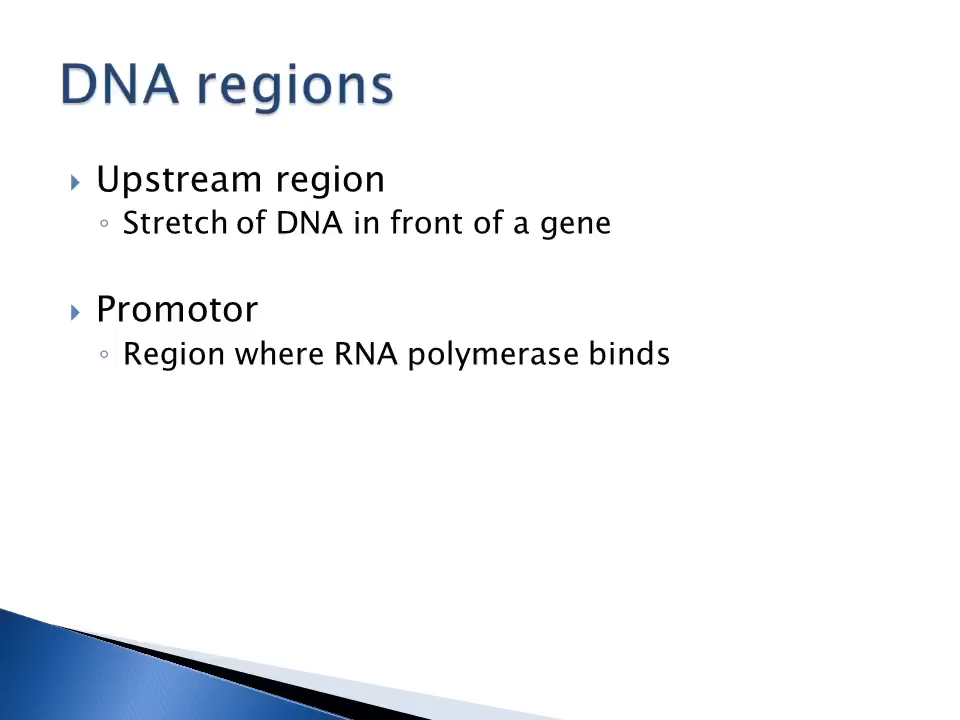 DNA regions
Upstream region
Stretch of DNA in front of a gene
Promotor
Region where RNA polymerase binds